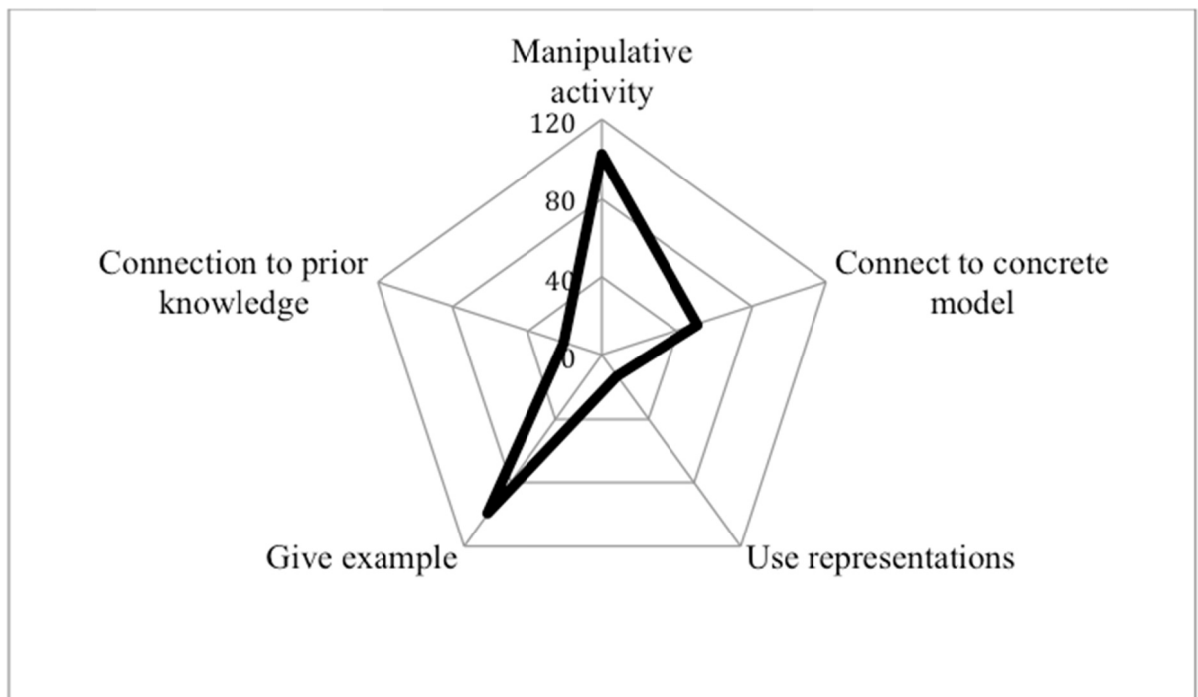 Manipulative
activity
120
80
40
0
Connection to prior
knowledge
Connect to concrete
model
Give example
Use representations